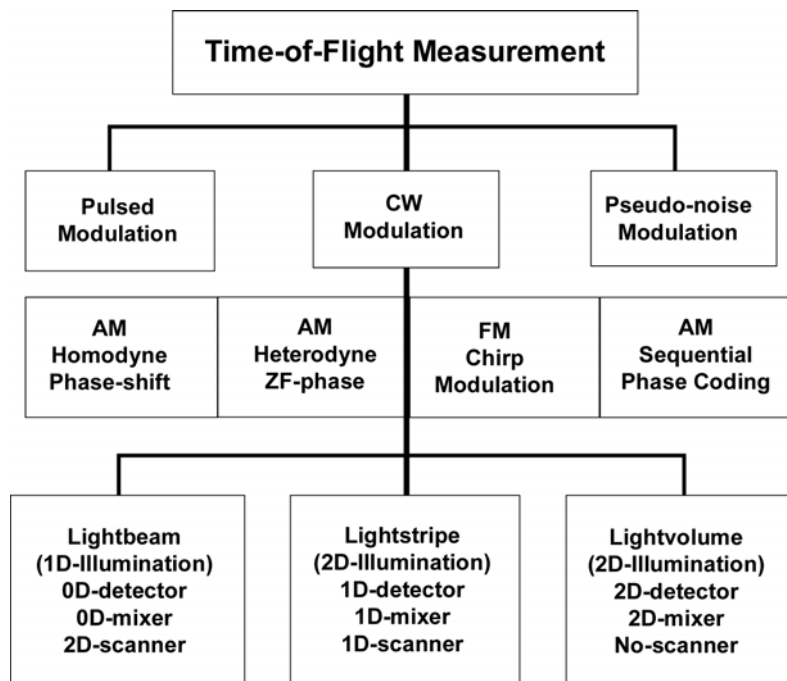 Time-of-Flight Measurement
Pulsed
Modulation
CW
Modulation
Pseudo-noise
Modulation
AM
Homodyne
Phase-shift
AM
Heterodyne
ZF-phase
FM
Chirp
Modulation
AM
Sequential
Phase Coding
Lightbeam
(1D-Illumination)
0D-detector
0D-mixer
2D-scanner
Lightstripe
(2D-Illumination)
1D-detector
1D-mixer
1D-scanner
Lightvolume
(2D-Illumination)
2D-detector
2D-mixer
No-scanner